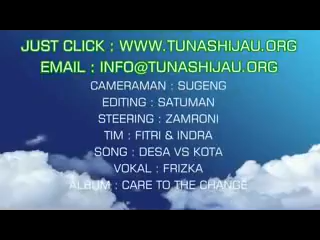 JUST CLICK : WWW.TUNASHIJAU.ORG
EMAIL : INFO@TUNASHIJAU.ORG
CAMERAMAN : SUGENG
EDITING : SATUMAN
STEERING : ZAMRONI
TIM : FITRI & INDRA
SONG : DESA VS KOTA
VOKAL : FRIZKA
ALBUM : CARE TO THE CHANGE